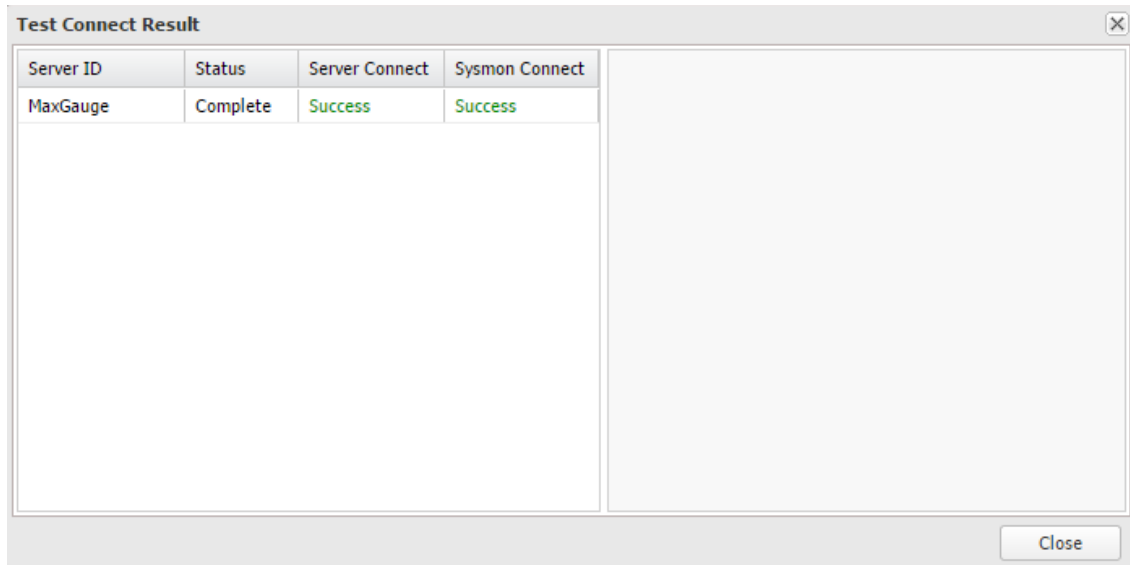 Test Connect Result
Server ID Status Server Connect Sysmon Connect
MaxGauge Complete Success Success
Close